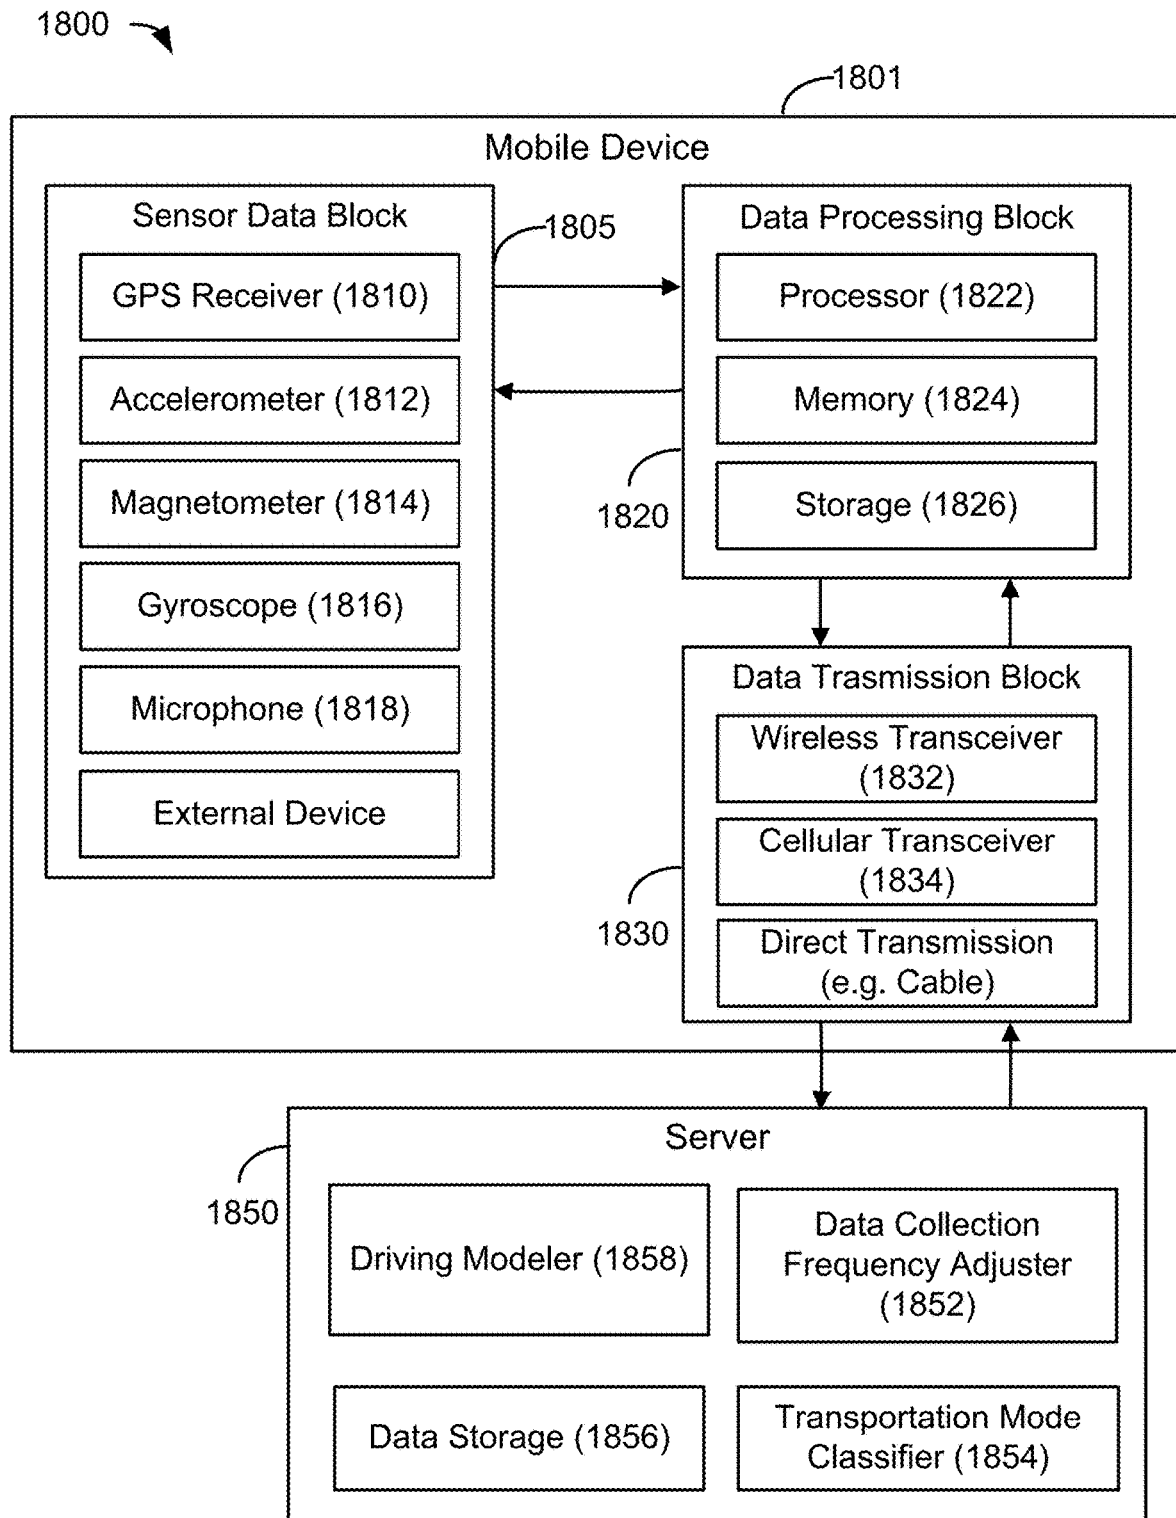 1800
1801
Mobile Device
Sensor Data Block
1805
GPS Receiver (1810)
Accelerometer (1812)
Magnetometer (1814)
Gyroscope (1816)
Microphone (1818)
External Device
Data Processing Block
Processor (1822)
Memory (1824)
Storage (1826)
1820
Data Trasmission Block
Wireless Transceiver
(1832)
Cellular Transceiver
(1834)
Direct Transmission
(e.g. Cable)
1830
Server
1850
Driving Modeler (1858)
Data Collection
Frequency Adjuster
(1852)
Data Storage (1856)
Transportation Mode
Classifier (1854)